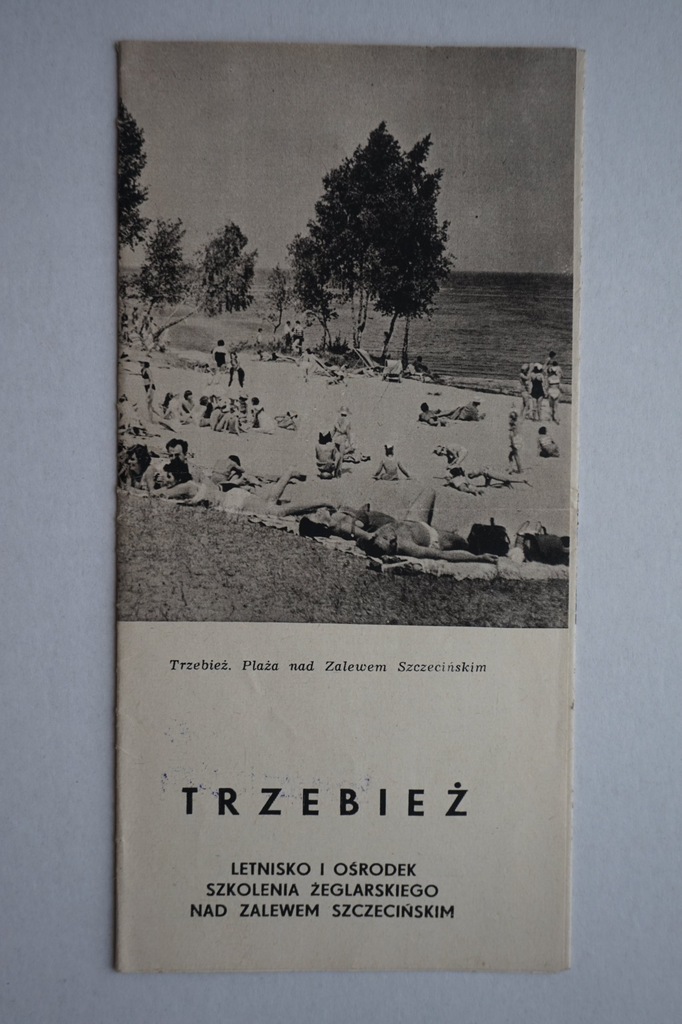 Trzebież. Plaża nad Zalewem Szczecińskim
TRZEBIEŻ
LETNISKO I OŚRODEK
SZKOLENIA ŻEGLARSKIEGO
NAD ZALEWEM SZCZECIŃSKIM